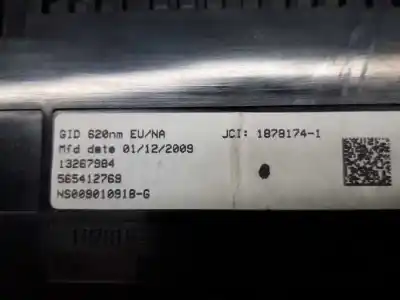 GID 620nm EU/NA JCI: 1879174-1
Mfd date 01/12/2009
13267984
565412769
NS009010918-G